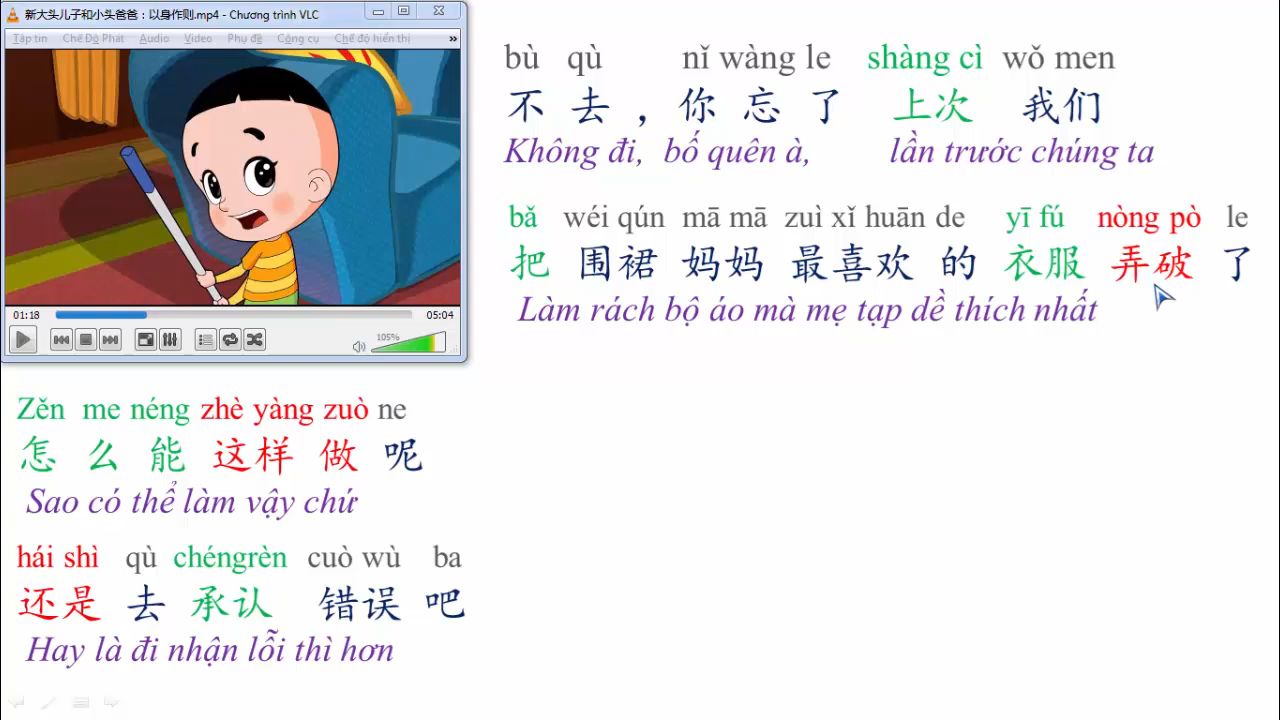 新大头儿子和小头爸爸：以身作则.mp4 - Chương trình VLC
Tập tin Chế Độ Phát Audio Video Phụ đề Công cụ Chế độ hiển thị »
01:18 05:04
105%
bù qù nǐ wàng le shàng cì wǒ men
不 去 ， 你 忘 了 上次 我们
Không đi, bố quên à, lần trước chúng ta
bǎ wéi qún mā mā zuì xǐ huān de yī fú nòng pò le
把 围裙 妈妈 最喜欢 的 衣服 弄破 了
Làm rách bộ áo mà mẹ tạp dề thích nhất
Zěn me néng zhè yàng zuò ne
怎 么 能 这样 做 呢
Sao có thể làm vậy chứ
hái shì qù chéngrèn cuò wù ba
还是 去 承认 错误 吧
Hay là đi nhận lỗi thì hơn